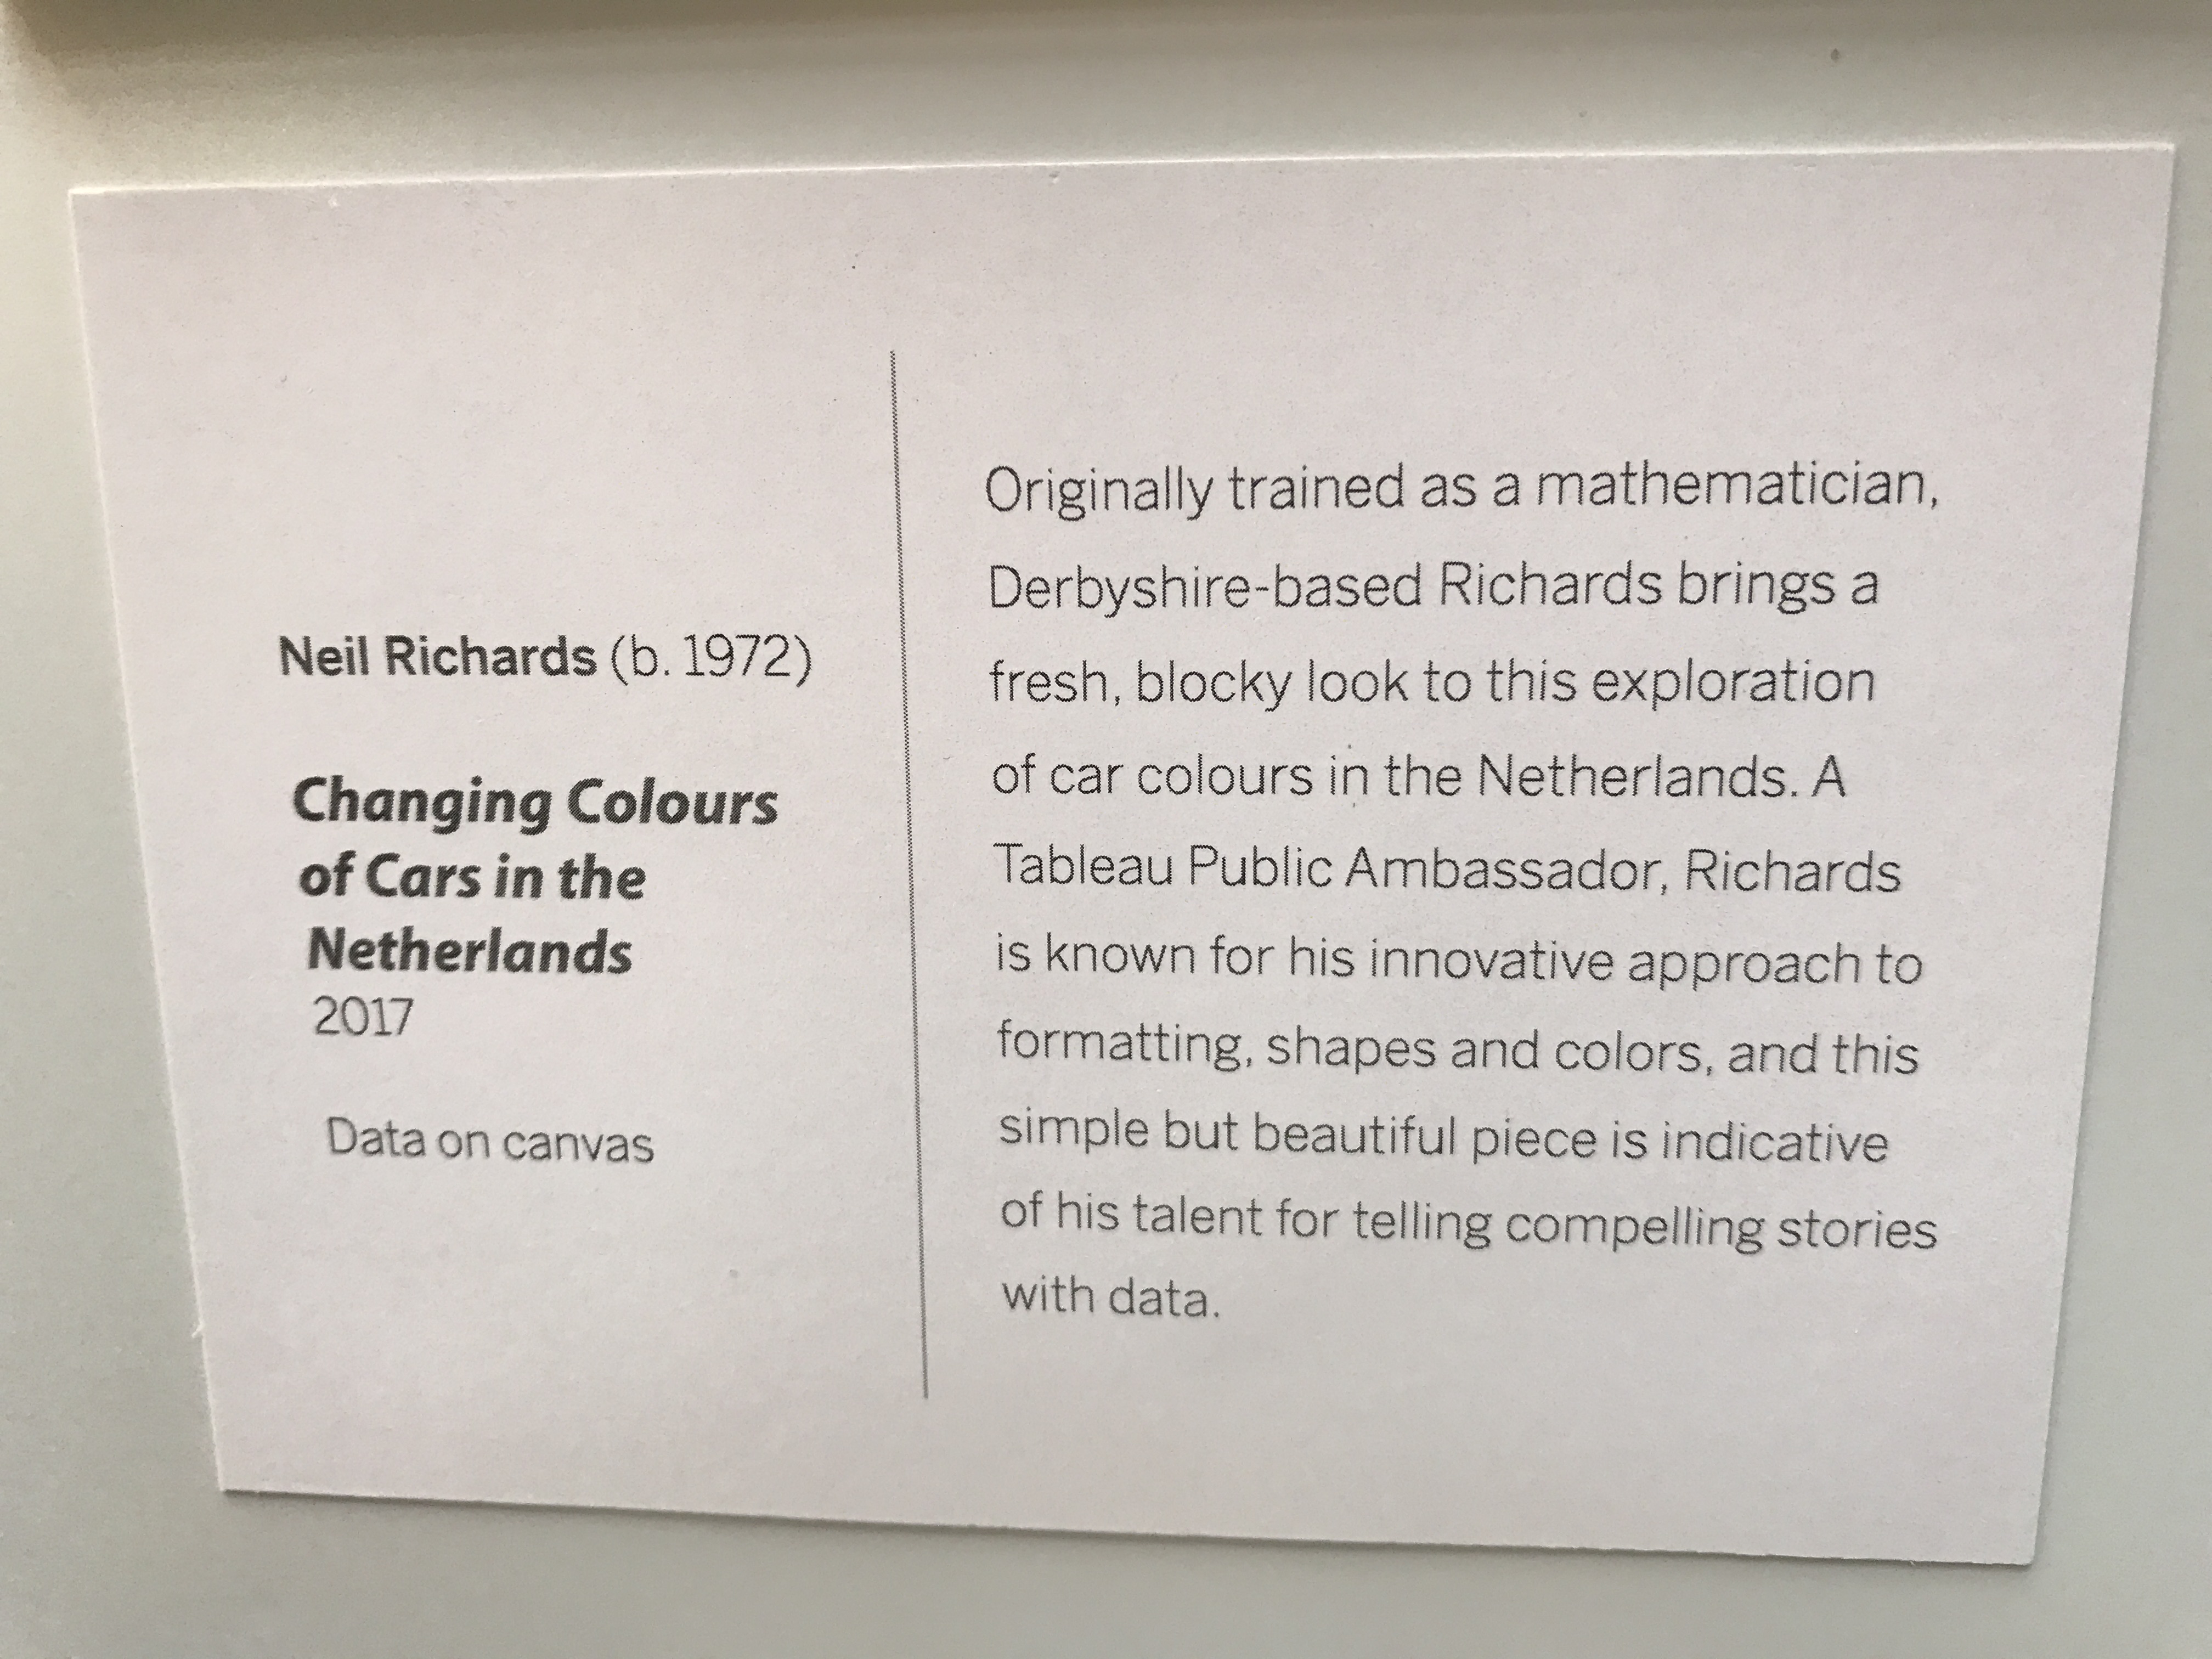 Neil Richards (b. 1972)
Changing Colours
of Cars in the
Netherlands
2017
Data on canvas
Originally trained as a mathematician,
Derbyshire-based Richards brings a
fresh, blocky look to this exploration
of car colours in the Netherlands. A
Tableau Public Ambassador, Richards
is known for his innovative approach to
formatting, shapes and colors, and this
simple but beautiful piece is indicative
of his talent for telling compelling stories
with data.